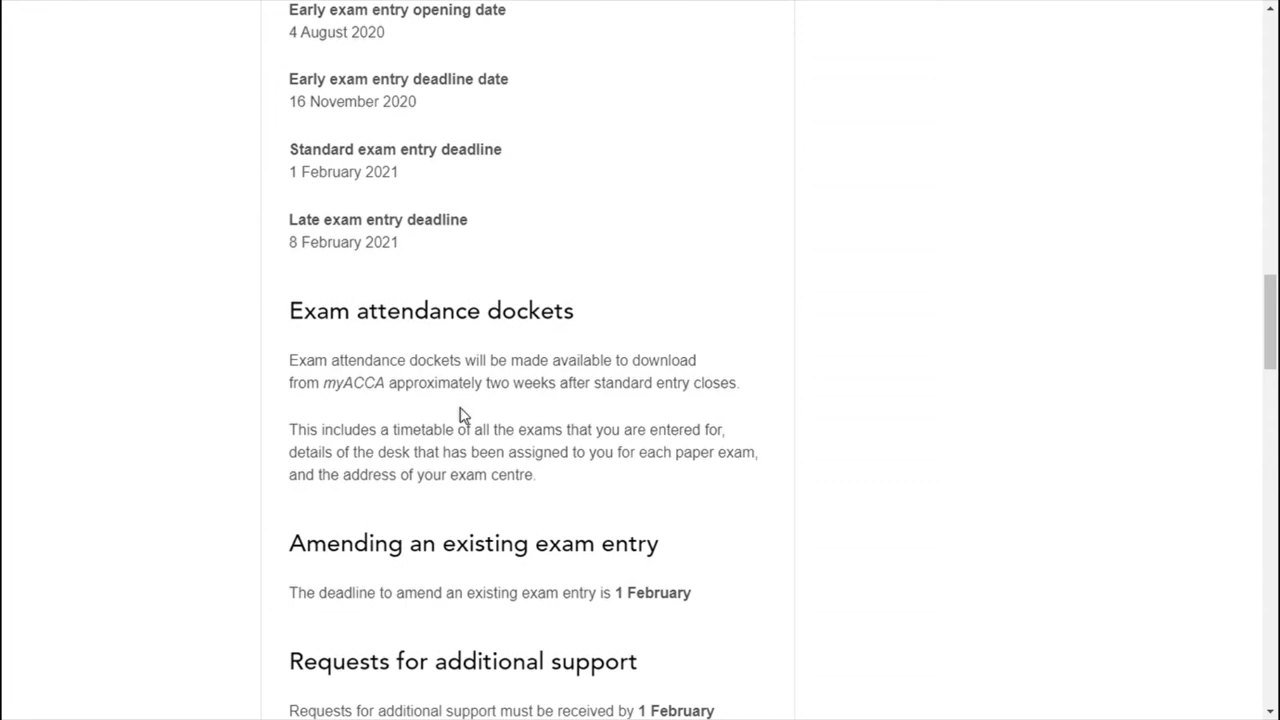 Early exam entry opening date
4 August 2020
Early exam entry deadline date
16 November 2020
Standard exam entry deadline
1 February 2021
Late exam entry deadline
8 February 2021
Exam attendance dockets
Exam attendance dockets will be made available to download
from myACCA approximately two weeks after standard entry closes.
This includes a timetable of all the exams that you are entered for,
details of the desk that has been assigned to you for each paper exam,
and the address of your exam centre.
Amending an existing exam entry
The deadline to amend an existing exam entry is 1 February
Requests for additional support
Requests for additional support must be received by 1 February